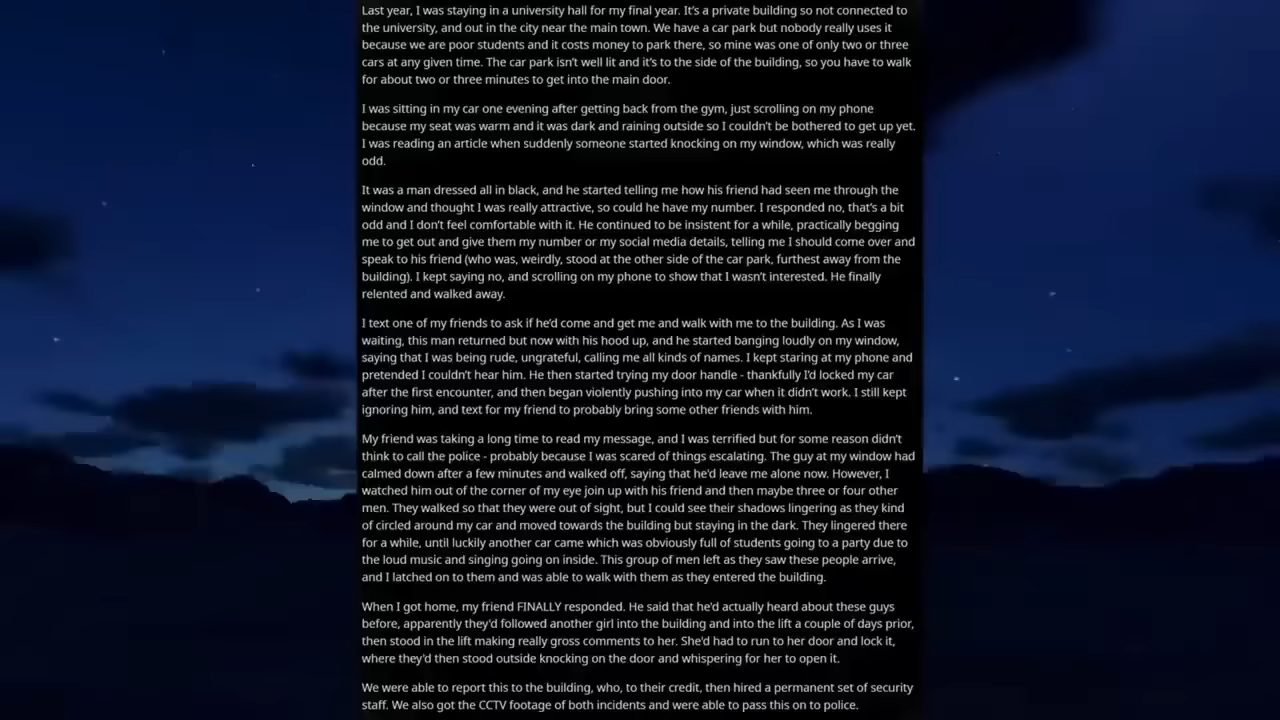 Last year, I was staying in a university hall for my final year. It's a private building so not connected to
the university, and out in the city near the main town. We have a car park but nobody really uses it
because we are poor students and it costs money to park there, so mine was one of only two or three
cars at any given time. The car park isn't well lit and it's to the side of the building, so you have to walk
for about two or three minutes to get into the main door.
I was sitting in my car one evening after getting back from the gym, just scrolling on my phone
because my seat was warm and it was dark and raining outside so I couldn't be bothered to get up yet.
I was reading an article when suddenly someone started knocking on my window, which was really
odd.
It was a man dressed all in black, and he started telling me how his friend had seen me through the
window and thought I was really attractive, so could he have my number. I responded no, that's a bit
odd and I don't feel comfortable with it. He continued to be insistent for a while, practically begging
me to get out and give them my number or my social media details, telling me I should come over and
speak to his friend (who was, weirdly, stood at the other side of the car park, furthest away from the
building). I kept saying no, and scrolling on my phone to show that I wasn't interested. He finally
relented and walked away.
I text one of my friends to ask if he'd come and get me and walk with me to the building. As I was
waiting, this man returned but now with his hood up, and he started banging loudly on my window,
saying that I was being rude, ungrateful, calling me all kinds of names. I kept staring at my phone and
pretended I couldn't hear him. He then started trying my door handle - thankfully I'd locked my car
after the first encounter, and then began violently pushing into my car when it didn't work. I still kept
ignoring him, and text for my friend to probably bring some other friends with him.
My friend was taking a long time to read my message, and I was terrified but for some reason didn't
think to call the police - probably because I was scared of things escalating. The guy at my window had
calmed down after a few minutes and walked off, saying that he'd leave me alone now. However, I
watched him out of the corner of my eye join up with his friend and then maybe three or four other
men. They walked so that they were out of sight, but I could see their shadows lingering as they kind
of circled around my car and moved towards the building but staying in the dark. They lingered there
for a while, until luckily another car came which was obviously full of students going to a party due to
the loud music and singing going on inside. This group of men left as they saw these people arrive,
and I latched on to them and was able to walk with them as they entered the building.
When I got home, my friend FINALLY responded. He said that he'd actually heard about these guys
before, apparently they'd followed another girl into the building and into the lift a couple of days prior,
then stood in the lift making really gross comments to her. She'd had to run to her door and lock it,
where they'd then stood outside knocking on the door and whispering for her to open it.
We were able to report this to the building, who, to their credit, then hired a permanent set of security
staff. We also got the CCTV footage of both incidents and were able to pass this on to police.